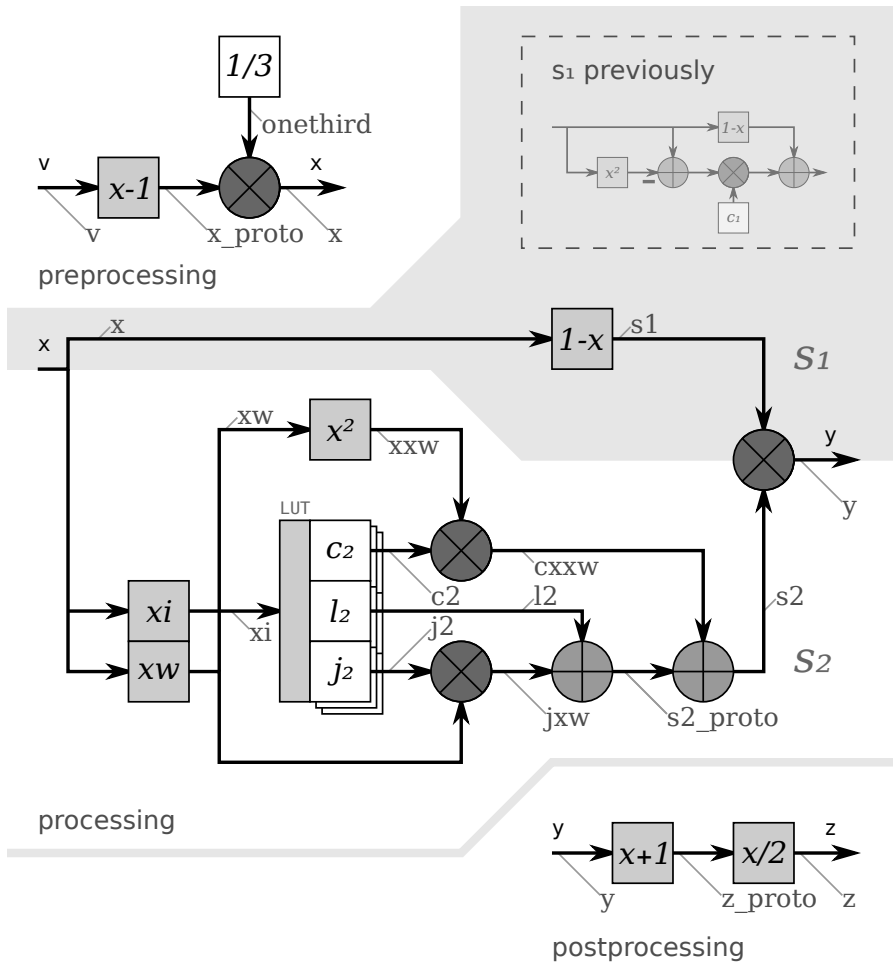 1/3
onethird
v
x-1
x
v
x_proto
x
preprocessing
s₁ previously
1-x
x²
c₁
x
x
1-x
s1
S₁
xw
x²
xxw
y
y
LUT
c₂
c2
cxxw
xi
xi
l₂
l2
s2
xw
j₂
j2
jxw
s2_proto
S₂
processing
y
x+1
x/2
z
y
z_proto
z
postprocessing